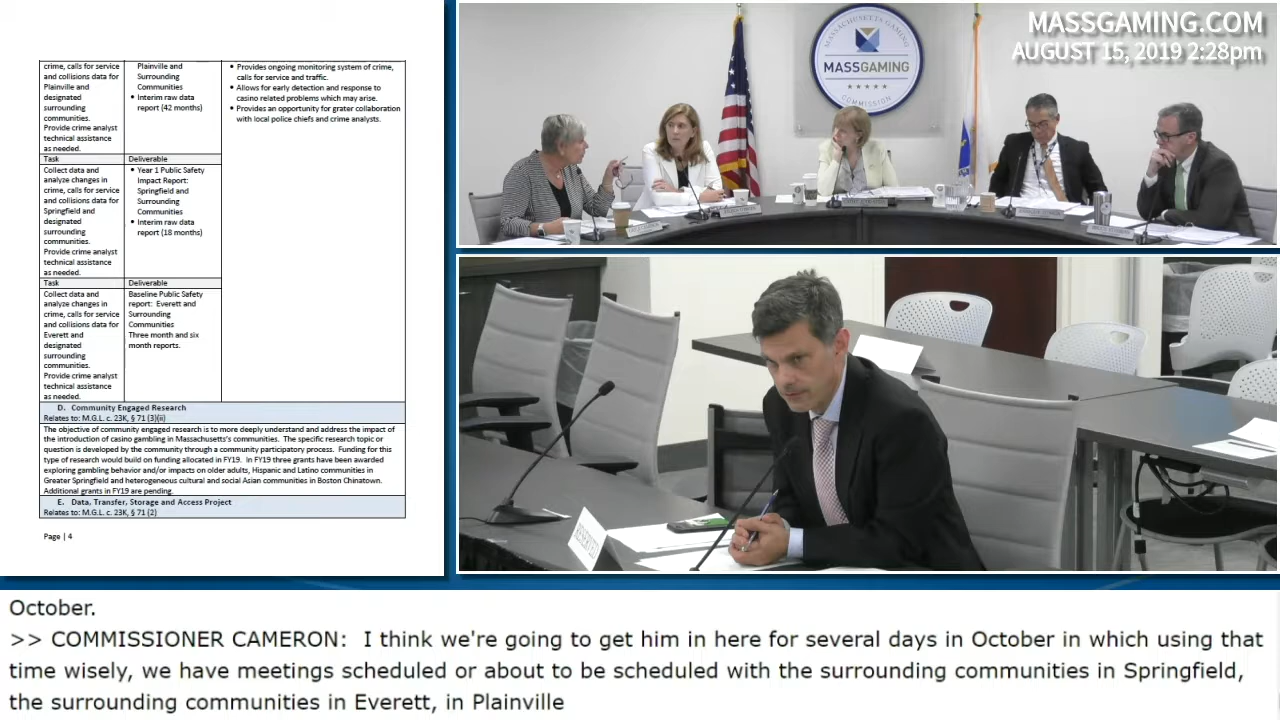 crime, calls for service
and collisions data for
Plainville and
designated
surrounding
communities.
Provide crime analyst
technical assistance
as needed.
Plainville and
Surrounding
Communities
• Interim raw data
report (42 months)
• Provides ongoing monitoring system of crime,
calls for service and traffic.
• Allows for early detection and response to
casino related problems which may arise.
• Provides an opportunity for grater collaboration
with local police chiefs and crime analysts.
Task
Deliverable
Collect data and
analyze changes in
crime, calls for service
and collisions data for
Springfield and
designated
surrounding
communities.
Provide crime analyst
technical assistance
as needed.
• Year 1 Public Safety
Impact Report:
Springfield and
Surrounding
Communities
• Interim raw data
report (18 months)
Task
Deliverable
Collect data and
analyze changes in
crime, calls for service
and collisions data for
Everett and
designated
surrounding
communities.
Provide crime analyst
technical assistance
as needed.
Baseline Public Safety
report: Everett and
Surrounding
Communities
Three month and six
month reports.
D. Community Engaged Research
Relates to: M.G.L. c. 23K, § 71 (3)(ii)
The objective of community engaged research is to more deeply understand and address the impact of
the introduction of casino gambling in Massachusetts's communities. The specific research topic or
question is developed by the community through a community participatory process. Funding for this
type of research would build on funding allocated in FY19. In FY19 three grants have been awarded
exploring gambling behavior and/or impacts on older adults, Hispanic and Latino communities in
Greater Springfield and heterogeneous cultural and social Asian communities in Boston Chinatown.
Additional grants in FY19 are pending.
E. Data, Transfer, Storage and Access Project
Relates to: M.G.L. c. 23K, § 71 (2)
Page | 4
MASSGAMING.COM
AUGUST 15, 2019 2:28pm
MASSACHUSETTS GAMING
MASSGAMING
COMMISSION
October.
>> COMMISSIONER CAMERON: I think we're going to get him in here for several days in October in which using that
time wisely, we have meetings scheduled or about to be scheduled with the surrounding communities in Springfield,
the surrounding communities in Everett, in Plainville